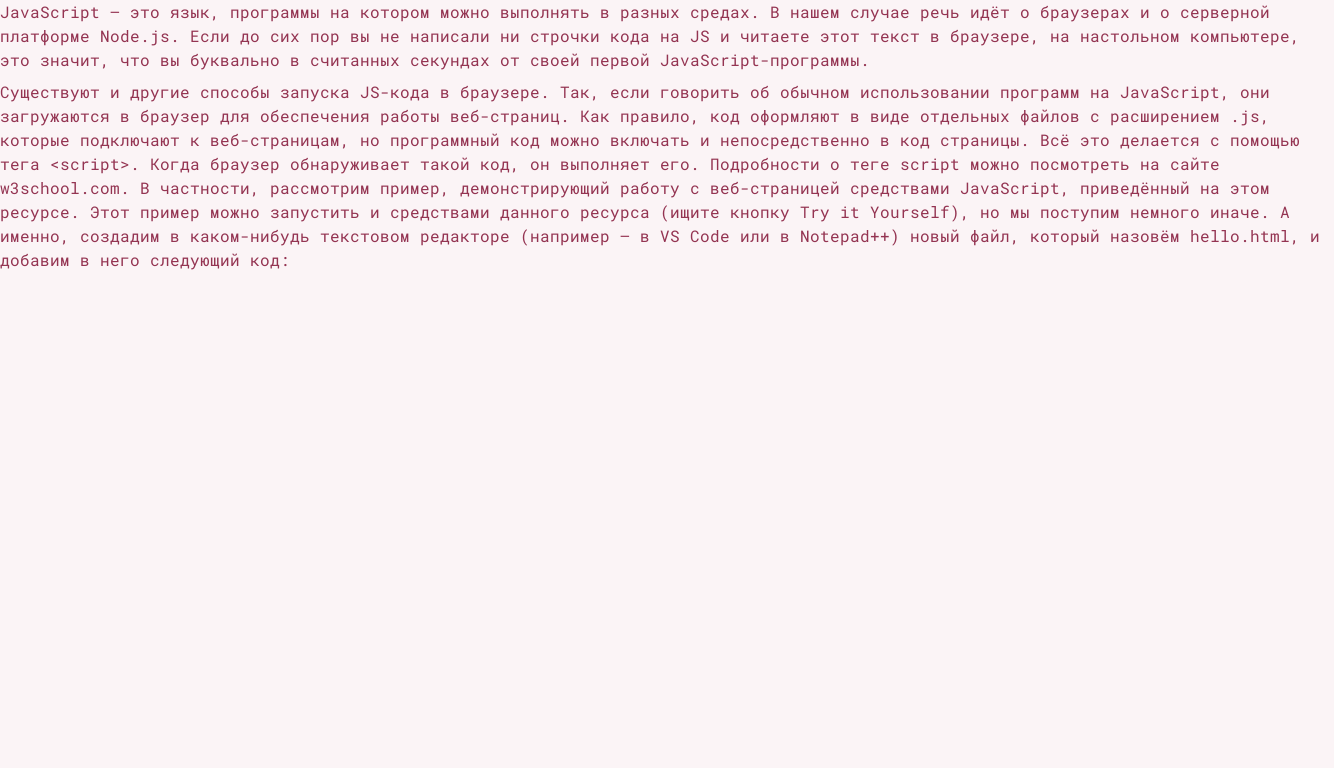 JavaScript — это язык, программы на котором можно выполнять в разных средах. В нашем случае речь идёт о браузерах и о серверной
платформе Node.js. Если до сих пор вы не написали ни строчки кода на JS и читаете этот текст в браузере, на настольном компьютере,
это значит, что вы буквально в считанных секундах от своей первой JavaScript-программы.
Существуют и другие способы запуска JS-кода в браузере. Так, если говорить об обычном использовании программ на JavaScript, они
загружаются в браузер для обеспечения работы веб-страниц. Как правило, код оформляют в виде отдельных файлов с расширением .js,
которые подключают к веб-страницам, но программный код можно включать и непосредственно в код страницы. Всё это делается с помощью
тега <script>. Когда браузер обнаруживает такой код, он выполняет его. Подробности о теге script можно посмотреть на сайте
w3school.com. В частности, рассмотрим пример, демонстрирующий работу с веб-страницей средствами JavaScript, приведённый на этом
ресурсе. Этот пример можно запустить и средствами данного ресурса (ищите кнопку Try it Yourself), но мы поступим немного иначе. А
именно, создадим в каком-нибудь текстовом редакторе (например — в VS Code или в Notepad++) новый файл, который назовём hello.html, и
добавим в него следующий код: